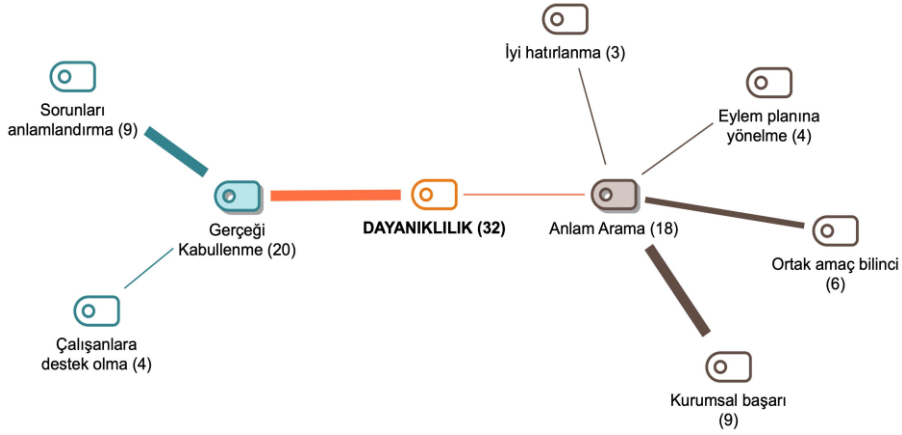 İyi hatırlanma (3)
Sorunları
anlamlandırma (9)
Eylem planına
yönelme (4)
Gerçeği
Kabullenme (20)
DAYANIKLILIK (32)
Anlam Arama (18)
Ortak amaç bilinci
(6)
Çalışanlara
destek olma (4)
Kurumsal başarı
(9)